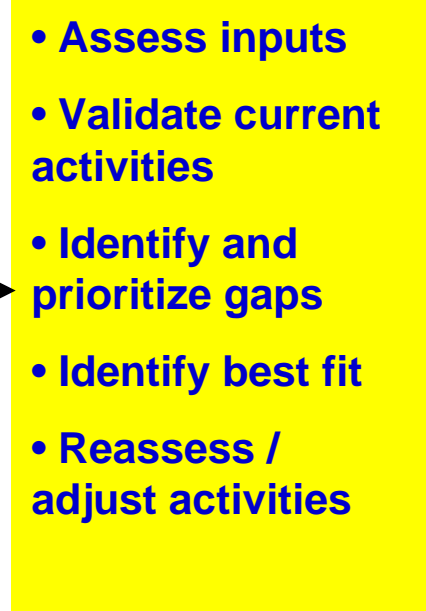 • Assess inputs
• Validate current
activities
• Identify and
prioritize gaps
• Identify best fit
• Reassess /
adjust activities